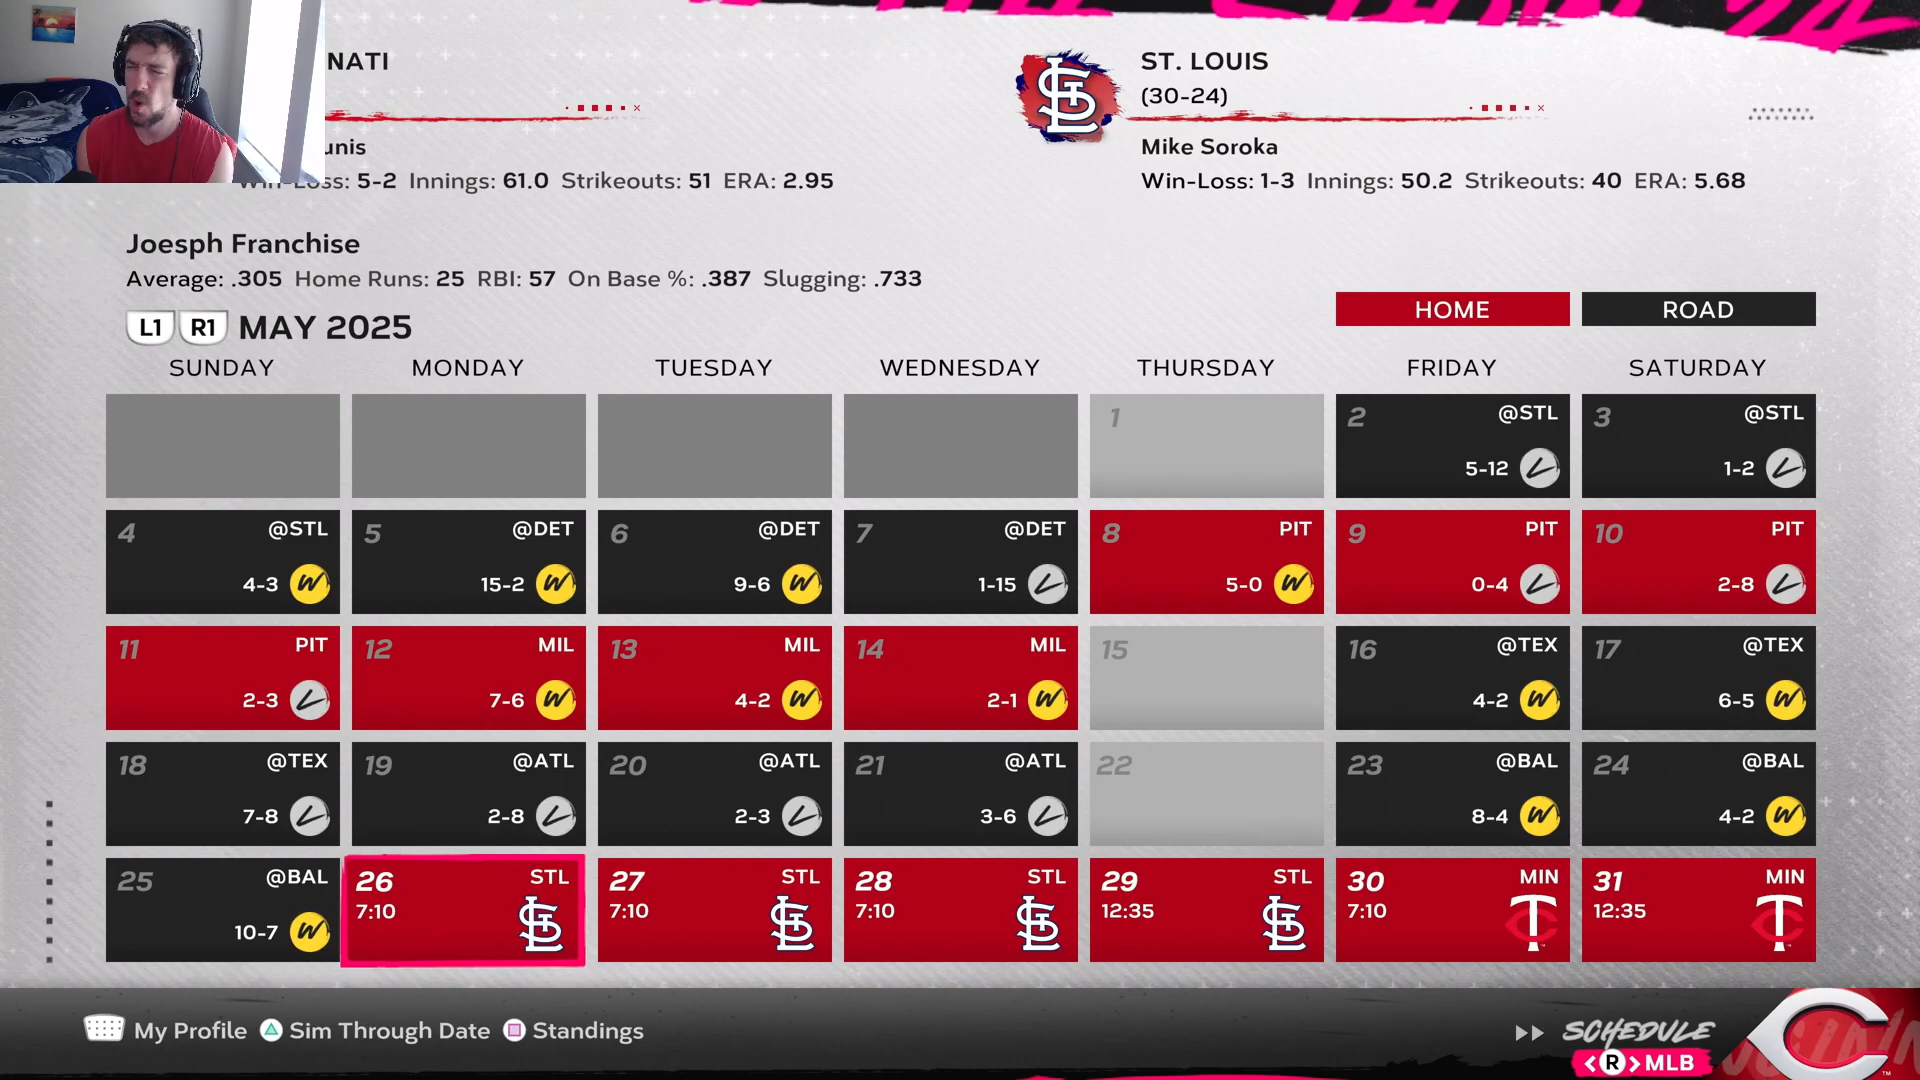 NATI
unis
Win-Loss: 5-2 Innings: 61.0 Strikeouts: 51 ERA: 2.95
ST. LOUIS
(30-24)
Mike Soroka
Win-Loss: 1-3 Innings: 50.2 Strikeouts: 40 ERA: 5.68
Joesph Franchise
Average: .305 Home Runs: 25 RBI: 57 On Base %: .387 Slugging: .733
L1 R1 MAY 2025
HOME ROAD
SUNDAY MONDAY TUESDAY WEDNESDAY THURSDAY FRIDAY SATURDAY
1 2 @STL 3 @STL
5-12 L 1-2 L
4 @STL 5 @DET 6 @DET 7 @DET 8 PIT 9 PIT 10 PIT
4-3 W 15-2 W 9-6 W 1-15 L 5-0 W 0-4 L 2-8 L
11 PIT 12 MIL 13 MIL 14 MIL 15 16 @TEX 17 @TEX
2-3 L 7-6 W 4-2 W 2-1 W 4-2 W 6-5 W
18 @TEX 19 @ATL 20 @ATL 21 @ATL 22 23 @BAL 24 @BAL
7-8 L 2-8 L 2-3 L 3-6 L 8-4 W 4-2 W
25 @BAL 26 STL 27 STL 28 STL 29 STL 30 MIN 31 MIN
10-7 W 7:10 7:10 7:10 12:35 7:10 12:35
My Profile Sim Through Date Standings
SCHEDULE
<R> MLB